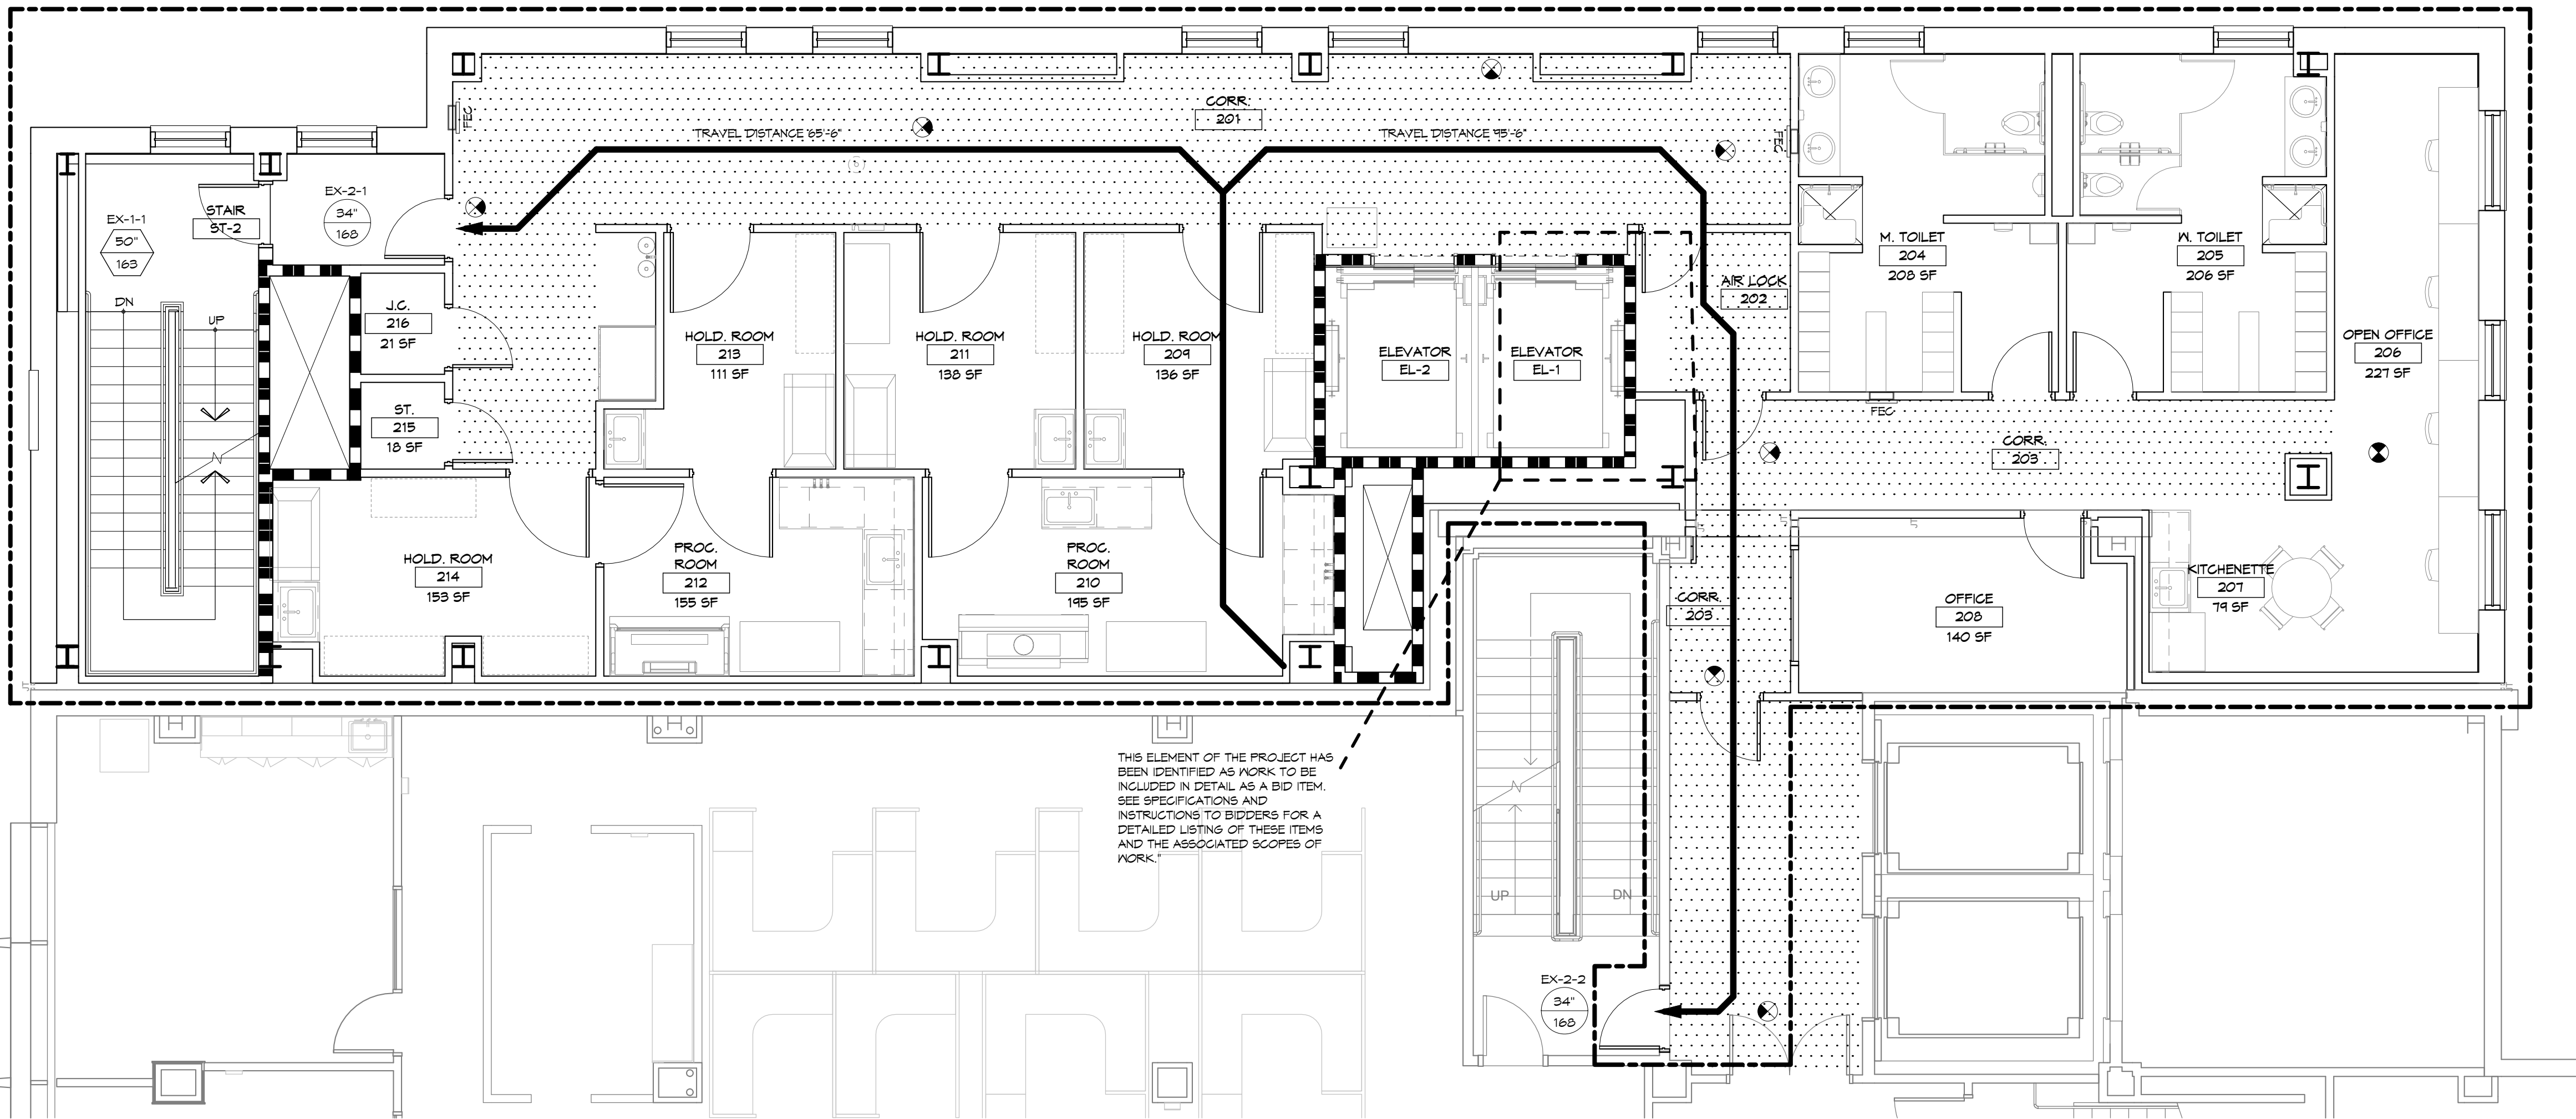 CORR.
201
FEC
TRAVEL DISTANCE 65'-6"
TRAVEL DISTANCE 95'-6"
FEC
EX-2-1
34"
168
STAIR
ST-2
EX-1-1
50"
163
DN
UP
J.C.
216
21 SF
ST.
215
18 SF
HOLD. ROOM
213
111 SF
HOLD. ROOM
211
138 SF
HOLD. ROOM
209
136 SF
ELEVATOR
EL-2
ELEVATOR
EL-1
AIR LOCK
202
M. TOILET
204
208 SF
W. TOILET
205
206 SF
OPEN OFFICE
206
227 SF
FEC
CORR.
203
HOLD. ROOM
214
153 SF
PROC.
ROOM
212
155 SF
PROC.
ROOM
210
195 SF
CORR.
203
OFFICE
208
140 SF
KITCHENETTE
207
79 SF
THIS ELEMENT OF THE PROJECT HAS
BEEN IDENTIFIED AS WORK TO BE
INCLUDED IN DETAIL AS A BID ITEM.
SEE SPECIFICATIONS AND
INSTRUCTIONS TO BIDDERS FOR A
DETAILED LISTING OF THESE ITEMS
AND THE ASSOCIATED SCOPES OF
WORK."
UP
DN
EX-2-2
34"
168